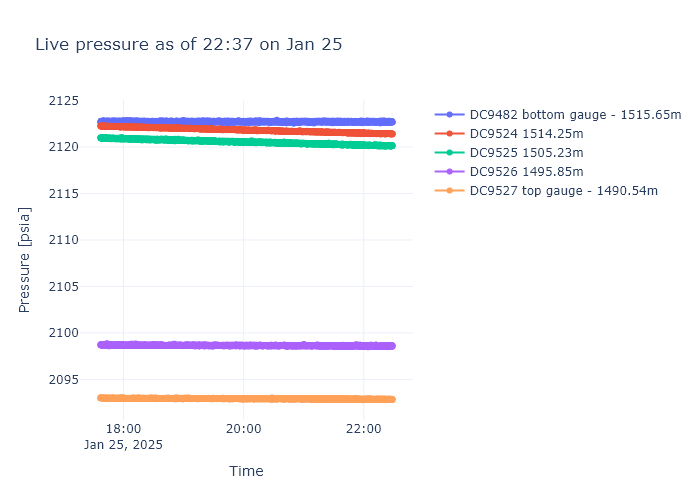 Live pressure as of 22:37 on Jan 25
2125
2120
2115
2110
2105
2100
2095
Pressure [psia]
18:00
Jan 25, 2025
20:00
22:00
Time
DC9482 bottom gauge - 1515.65m
DC9524 1514.25m
DC9525 1505.23m
DC9526 1495.85m
DC9527 top gauge - 1490.54m